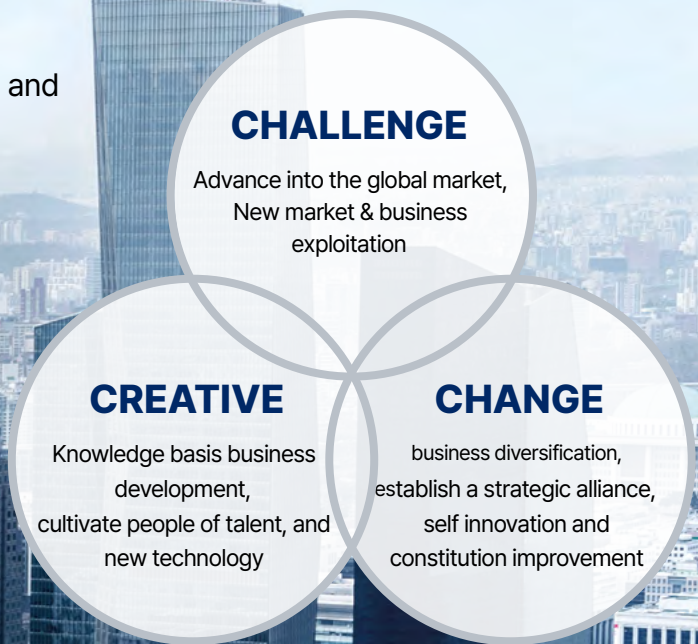 and
CHALLENGE
Advance into the global market,
New market & business
exploitation
CREATIVE
Knowledge basis business
development,
cultivate people of talent, and
new technology
CHANGE
business diversification,
establish a strategic alliance,
self innovation and
constitution improvement